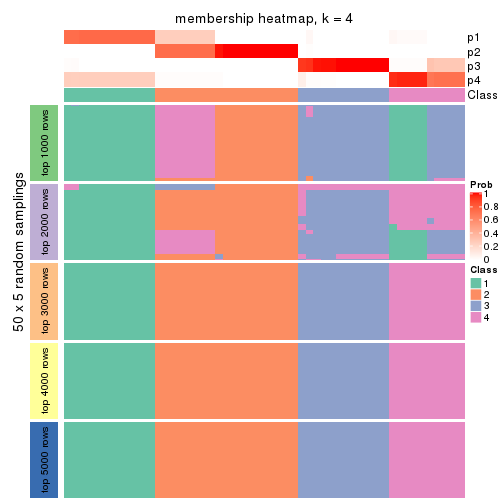 membership heatmap, k = 4
p1
p2
p3
p4
Class
50 x 5 random samplings
top 1000 rows
top 2000 rows
top 3000 rows
top 4000 rows
top 5000 rows
Prob
1
0.8
0.6
0.4
0.2
0
Class
1
2
3
4